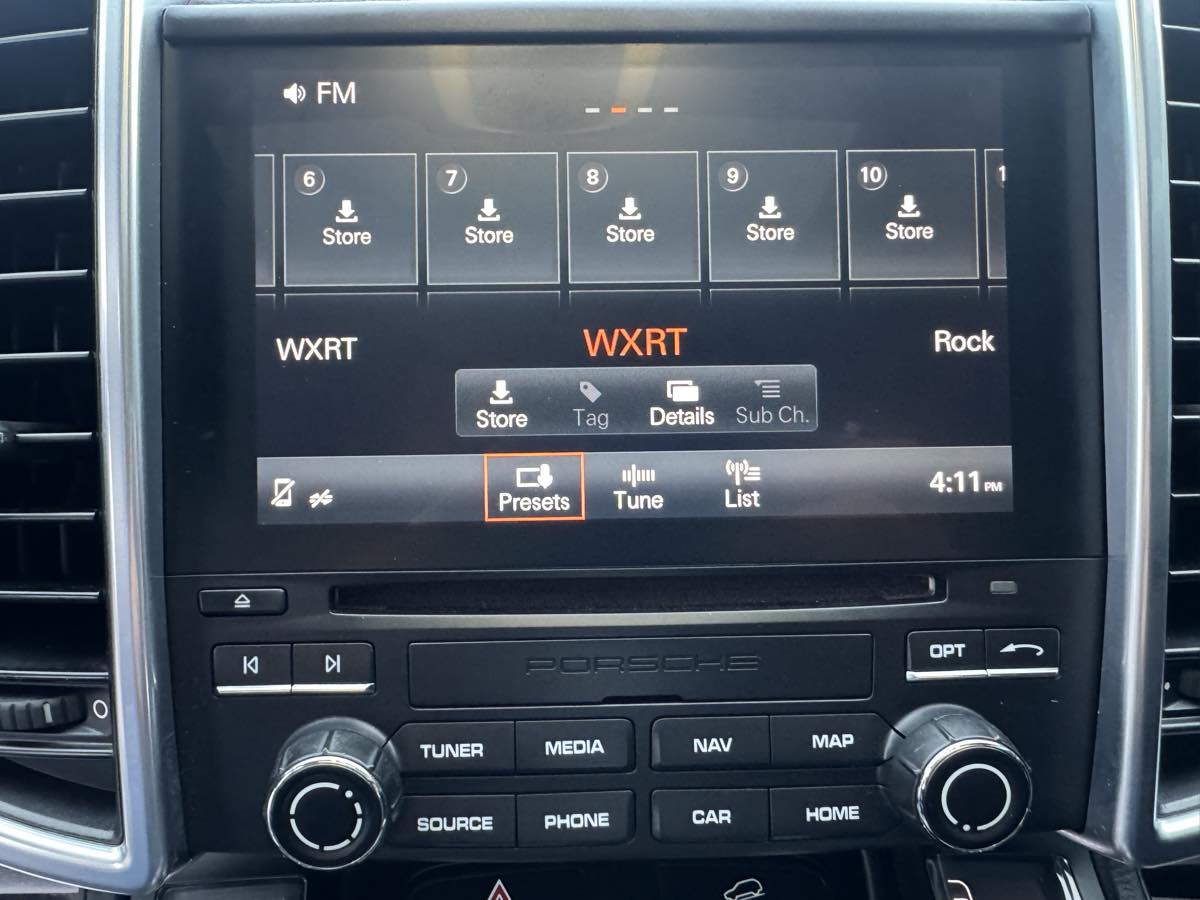 FM
6 7 8 9 10
Store Store Store Store Store
WXRT WXRT Rock
Store Tag Details Sub Ch.
Presets Tune List 4:11 PM
PORSCHE
OPT
TUNER MEDIA NAV MAP
SOURCE PHONE CAR HOME